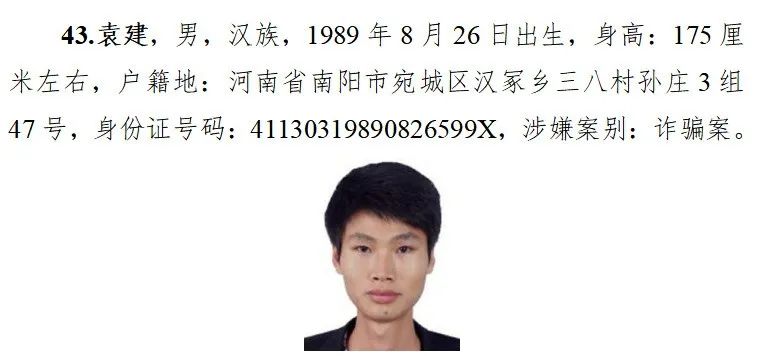 43.袁建，男，汉族，1989 年 8 月 26 日出生，身高：175 厘
米左右，户籍地：河南省南阳市宛城区汉冢乡三八村孙庄 3 组
47 号，身份证号码：41130319890826599X，涉嫌案别：诈骗案。